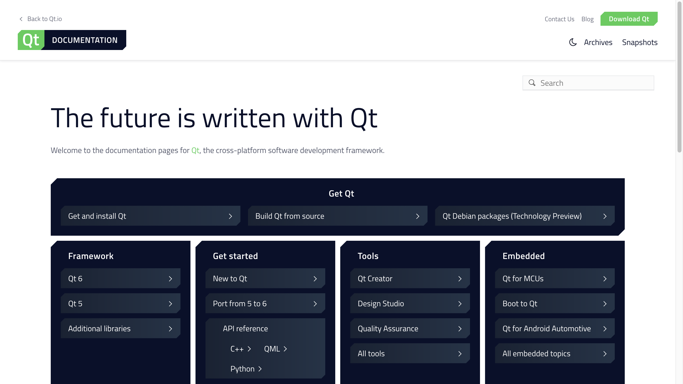 Back to Qt.io
Contact Us
Blog
Download Qt
Qt DOCUMENTATION
Archives
Snapshots
Search
The future is written with Qt
Welcome to the documentation pages for Qt, the cross-platform software development framework.
Get Qt
Get and install Qt
Build Qt from source
Qt Debian packages (Technology Preview)
Framework
Qt 6
Qt 5
Additional libraries
Get started
New to Qt
Port from 5 to 6
API reference
C++
QML
Python
Tools
Qt Creator
Design Studio
Quality Assurance
All tools
Embedded
Qt for MCUs
Boot to Qt
Qt for Android Automotive
All embedded topics